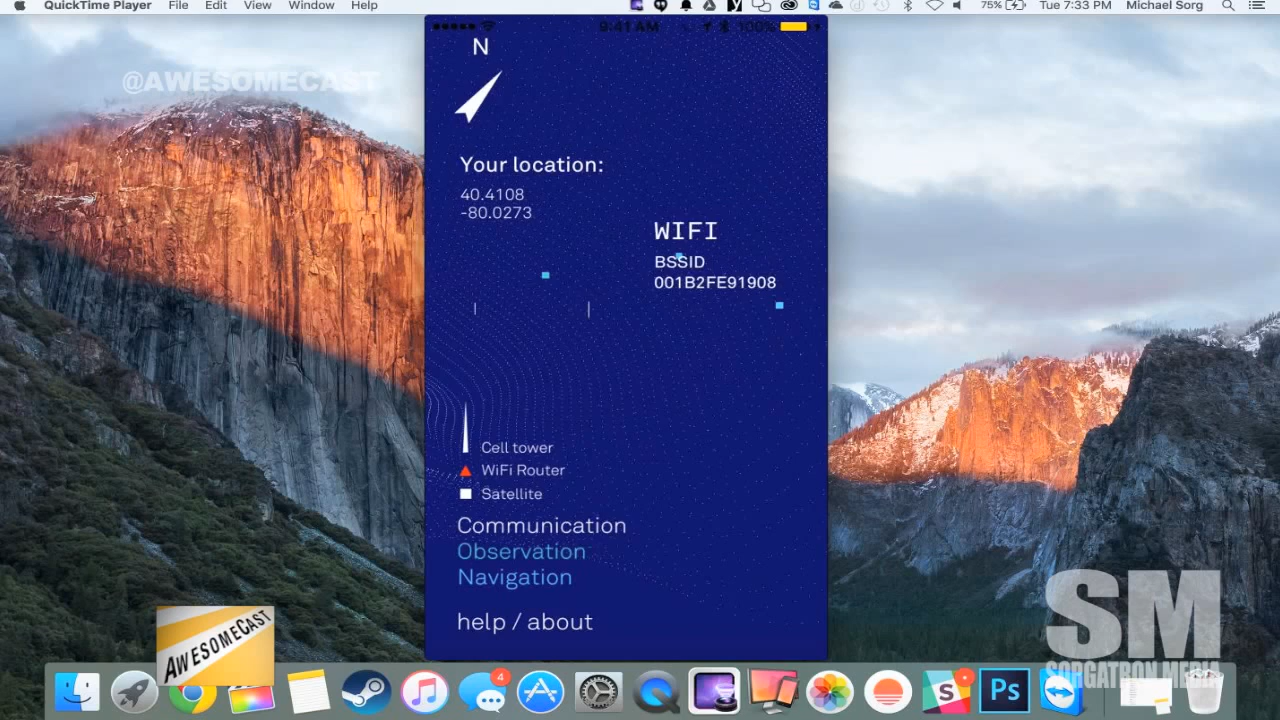 QuickTime Player File Edit View Window Help 75% Tue 7:33 PM Michael Sorg
9:41 AM 100%
N
@AWESOMECAST
Your location:
40.4108
-80.0273
WIFI
BSSID
001B2FE91908
Cell tower
WiFi Router
Satellite
Communication
Observation
Navigation
help / about
AWESOMECAST
SM
SORGATRON MEDIA
4
S
Ps